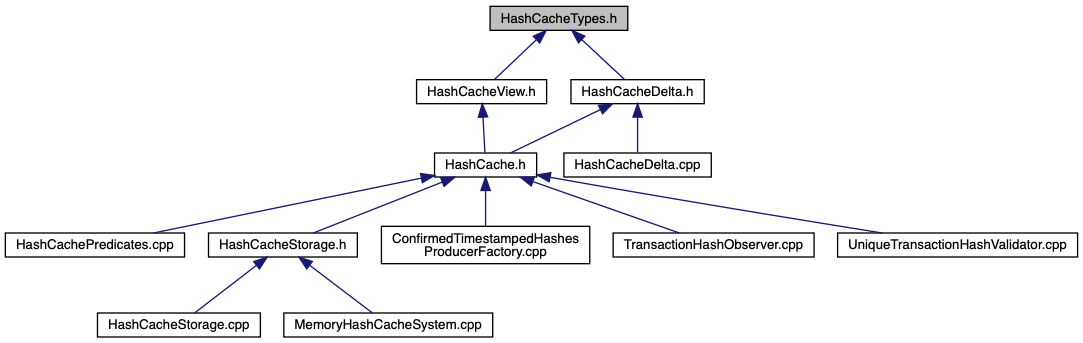 HashCacheTypes.h
HashCacheView.h
HashCacheDelta.h
HashCache.h
HashCacheDelta.cpp
HashCachePredicates.cpp
HashCacheStorage.h
ConfirmedTimestampedHashes
ProducerFactory.cpp
TransactionHashObserver.cpp
UniqueTransactionHashValidator.cpp
HashCacheStorage.cpp
MemoryHashCacheSystem.cpp